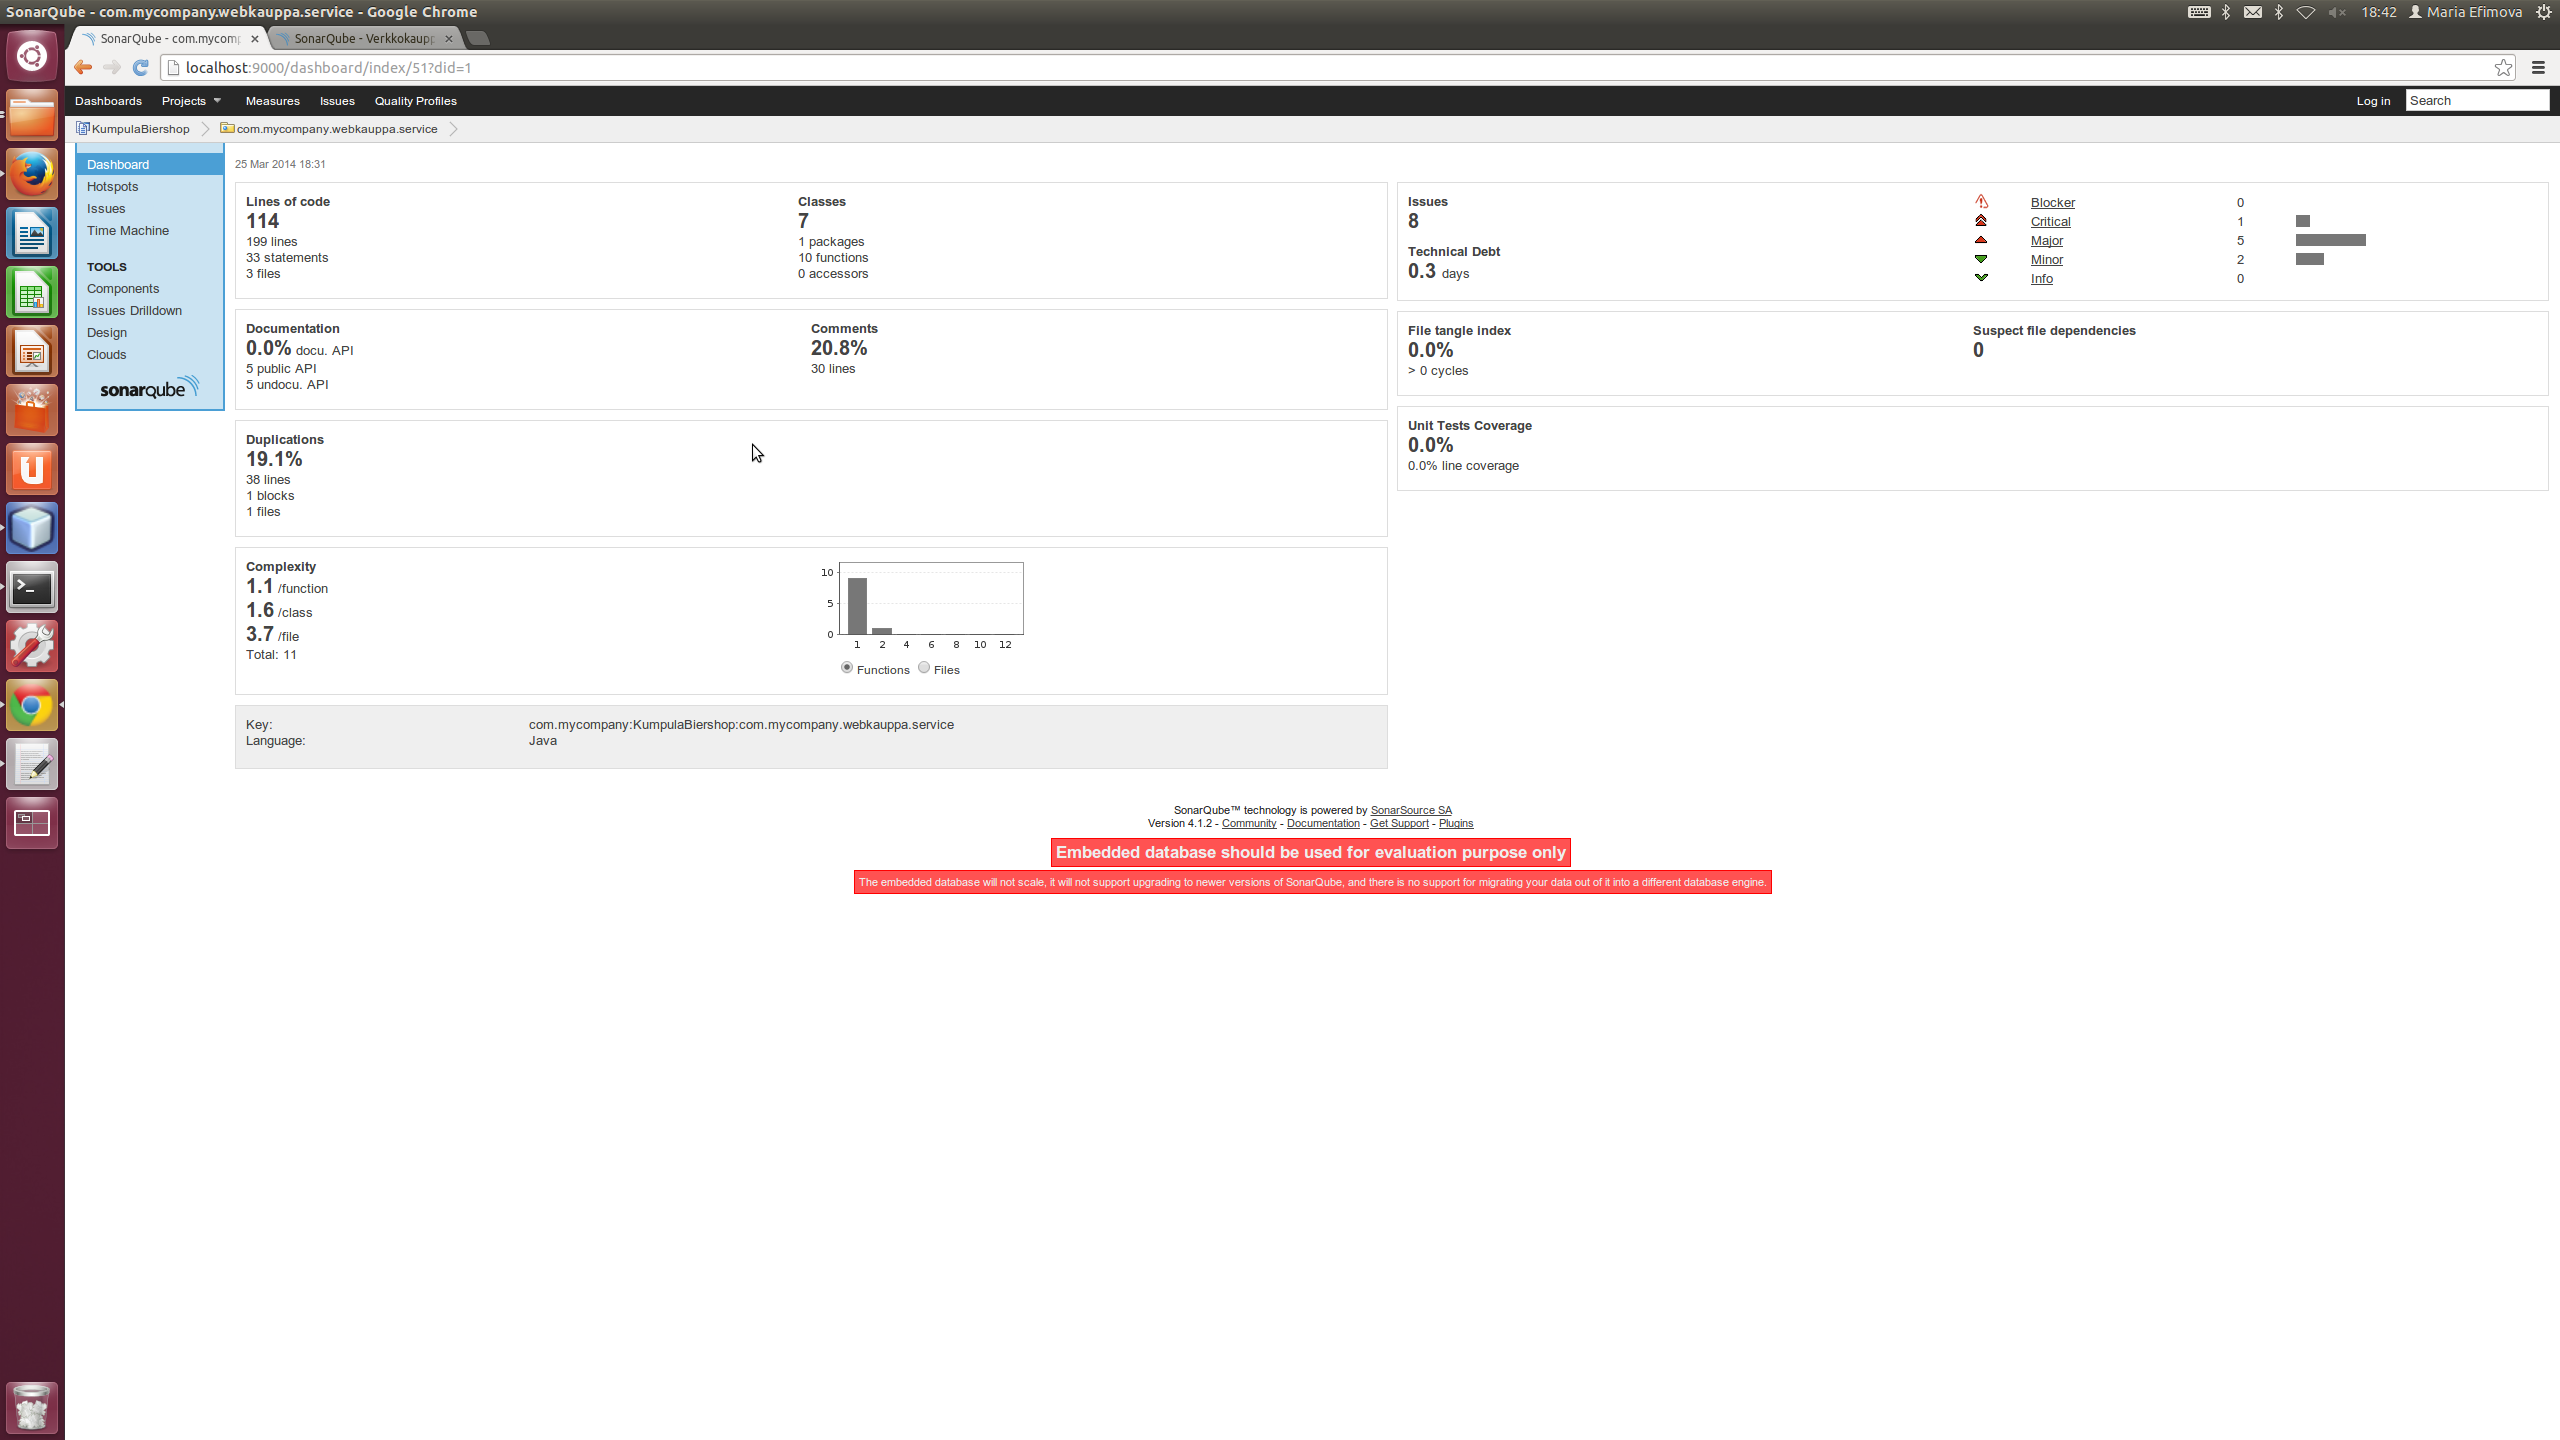 SonarQube - com.mycompany.webkauppa.service - Google Chrome
18:42 Maria Efimova
SonarQube - com.mycomp
SonarQube - Verkkokaupp
localhost:9000/dashboard/index/51?did=1
Dashboards Projects Measures Issues Quality Profiles Log in Search
KumpulaBiershop com.mycompany.webkauppa.service
Dashboard
Hotspots
Issues
Time Machine
TOOLS
Components
Issues Drilldown
Design
Clouds
sonarqube
25 Mar 2014 18:31
Lines of code
114
199 lines
33 statements
3 files
Classes
7
1 packages
10 functions
0 accessors
Documentation
0.0% docu. API
5 public API
5 undocu. API
Comments
20.8%
30 lines
Duplications
19.1%
38 lines
1 blocks
1 files
Complexity
1.1 /function
1.6 /class
3.7 /file
Total: 11
10
5
0
1 2 4 6 8 10 12
Functions Files
Key: com.mycompany:KumpulaBiershop:com.mycompany.webkauppa.service
Language: Java
Issues
8
Technical Debt
0.3 days
Blocker 0
Critical 1
Major 5
Minor 2
Info 0
File tangle index
0.0%
> 0 cycles
Suspect file dependencies
0
Unit Tests Coverage
0.0%
0.0% line coverage
SonarQube™ technology is powered by SonarSource SA
Version 4.1.2 - Community - Documentation - Get Support - Plugins
Embedded database should be used for evaluation purpose only
The embedded database will not scale, it will not support upgrading to newer versions of SonarQube, and there is no support for migrating your data out of it into a different database engine.